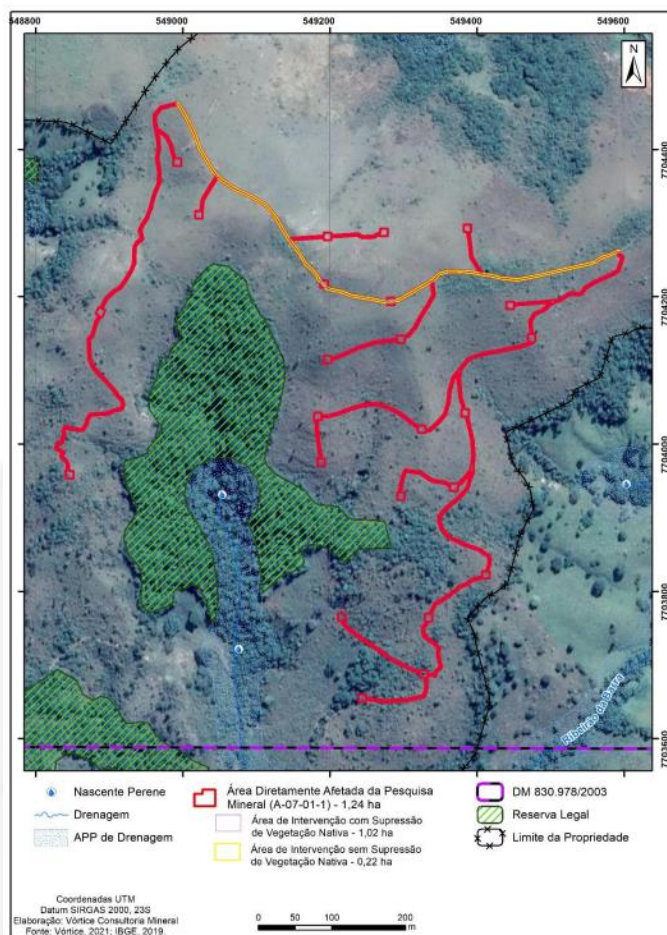 548800 549000 549200 549400 549600
N
7704400
7704200
7704000
7703800
7703600
Ribeirão da Barra
Nascente Perene
Drenagem
APP de Drenagem
Área Diretamente Afetada da Pesquisa
Mineral (A-07-01-1) - 1,24 ha
Área de Intervenção com Supressão
de Vegetação Nativa - 1,02 ha
Área de Intervenção sem Supressão
de Vegetação Nativa - 0,22 ha
DM 830.978/2003
Reserva Legal
Limite da Propriedade
Coordenadas UTM
Datum SIRGAS 2000, 23S
Elaboração: Vórtice Consultoria Mineral
Fonte: Vórtice, 2021; IBGE, 2019.
0 50 100 200
m